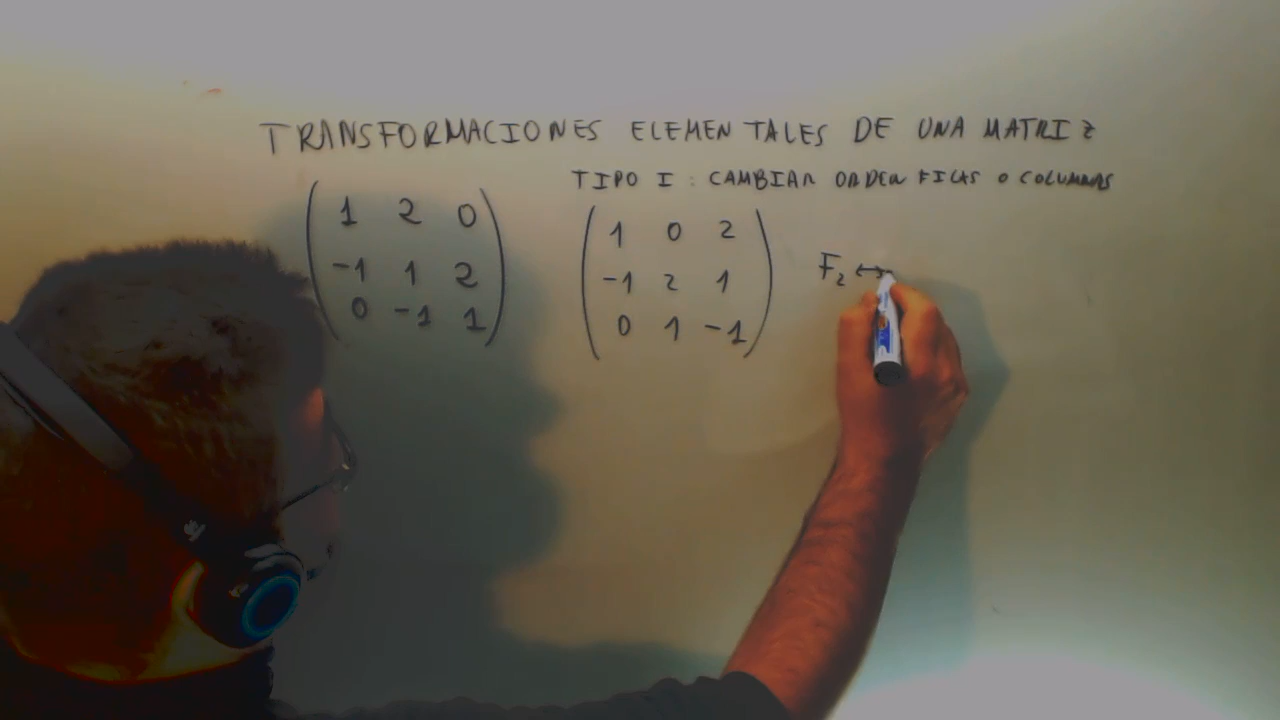 TRANSFORMACIONES ELEMENTALES DE UNA MATRIZ
TIPO I : CAMBIAR ORDEN FILAS O COLUMNAS
1 2 0
-1 1 2
0 -1 1
1 0 2
-1 2 1
0 1 -1
F₂ ↔